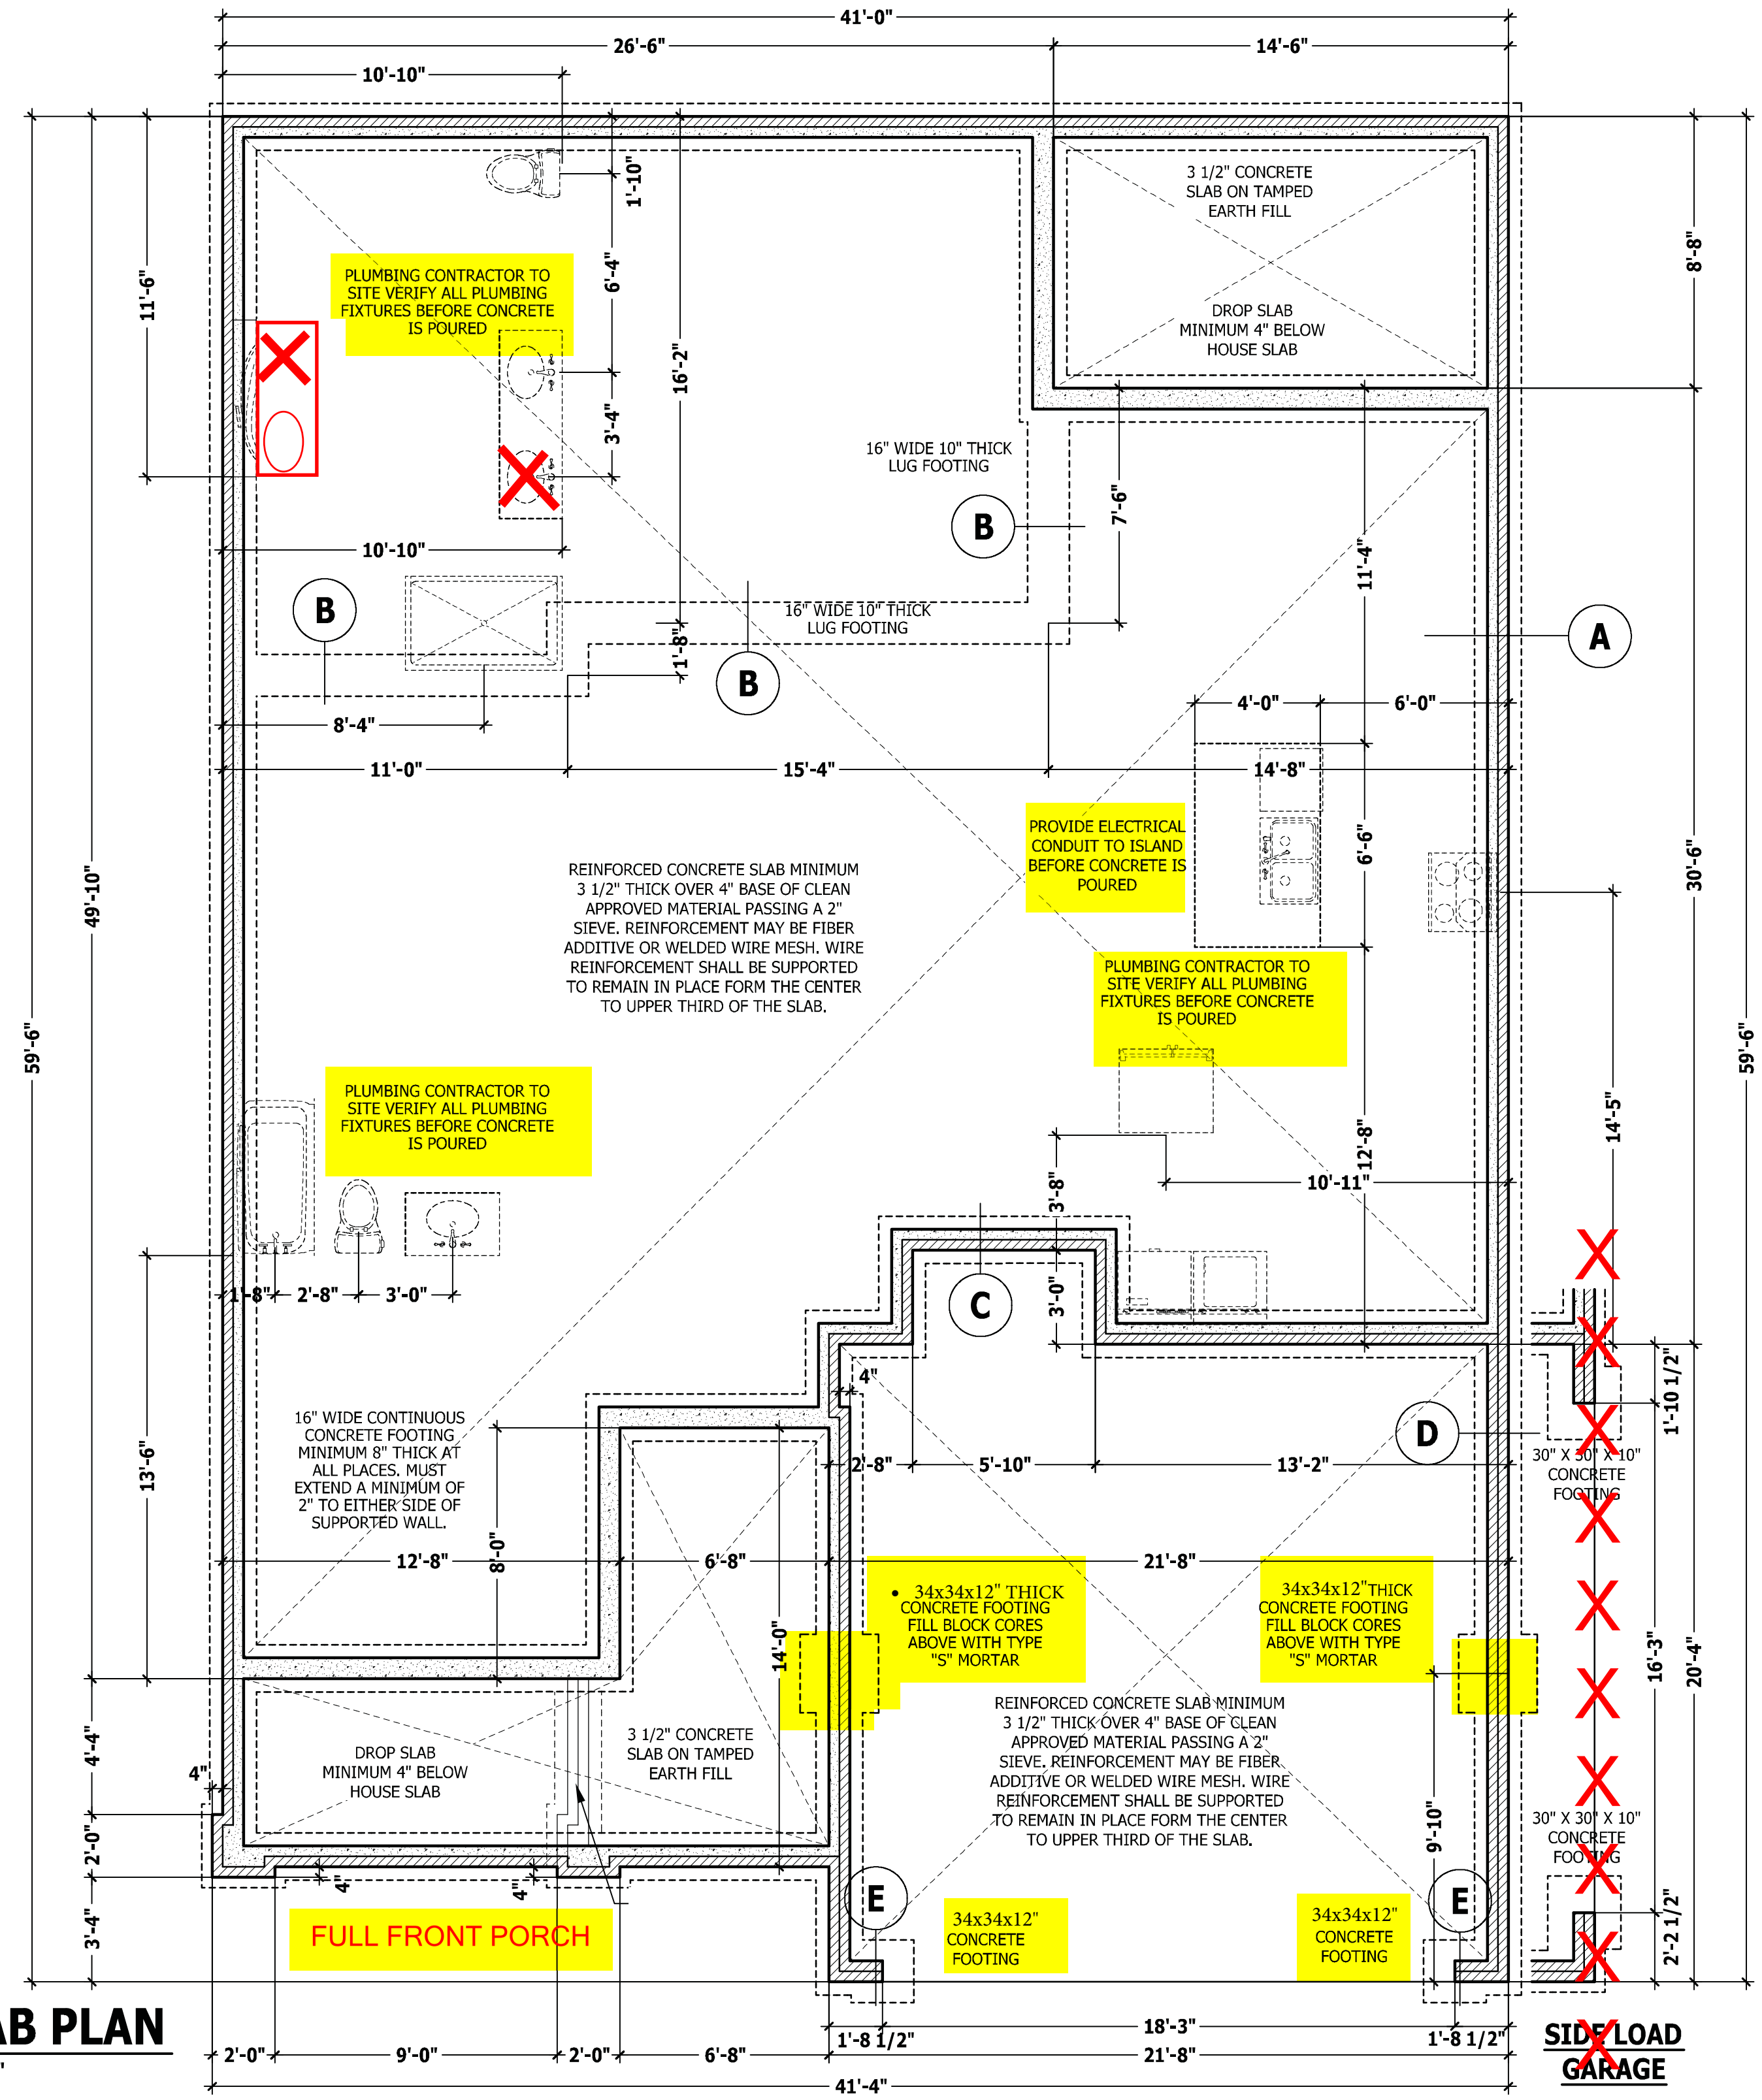 41'-0"
26'-6"
14'-6"
10'-10"
1'-10"
3 1/2" CONCRETE
SLAB ON TAMPED
EARTH FILL
8'-8"
11'-6"
6'-4"
PLUMBING CONTRACTOR TO
SITE VERIFY ALL PLUMBING
FIXTURES BEFORE CONCRETE
IS POURED
DROP SLAB
MINIMUM 4" BELOW
HOUSE SLAB
16'-2"
3'-4"
16" WIDE 10" THICK
LUG FOOTING
7'-6"
B
10'-10"
11'-4"
B
16" WIDE 10" THICK
LUG FOOTING
A
1'-8"
B
8'-4"
4'-0"
6'-0"
11'-0"
15'-4"
14'-8"
PROVIDE ELECTRICAL
CONDUIT TO ISLAND
BEFORE CONCRETE IS
POURED
6'-6"
30'-6"
49'-10"
REINFORCED CONCRETE SLAB MINIMUM
3 1/2" THICK OVER 4" BASE OF CLEAN
APPROVED MATERIAL PASSING A 2"
SIEVE. REINFORCEMENT MAY BE FIBER
ADDITIVE OR WELDED WIRE MESH. WIRE
REINFORCEMENT SHALL BE SUPPORTED
TO REMAIN IN PLACE FORM THE CENTER
TO UPPER THIRD OF THE SLAB.
PLUMBING CONTRACTOR TO
SITE VERIFY ALL PLUMBING
FIXTURES BEFORE CONCRETE
IS POURED
59'-6"
59'-6"
PLUMBING CONTRACTOR TO
SITE VERIFY ALL PLUMBING
FIXTURES BEFORE CONCRETE
IS POURED
14'-5"
12'-8"
3'-8"
10'-11"
1'-8"
2'-8"
3'-0"
C
3'-0"
4"
1'-10 1/2"
16" WIDE CONTINUOUS
CONCRETE FOOTING
MINIMUM 8" THICK AT
ALL PLACES. MUST
EXTEND A MINIMUM OF
2" TO EITHER SIDE OF
SUPPORTED WALL.
13'-6"
D
2'-8"
5'-10"
13'-2"
30" X 30" X 10"
CONCRETE
FOOTING
8'-0"
12'-8"
6'-8"
21'-8"
• 34x34x12" THICK
CONCRETE FOOTING
FILL BLOCK CORES
ABOVE WITH TYPE
"S" MORTAR
34x34x12"THICK
CONCRETE FOOTING
FILL BLOCK CORES
ABOVE WITH TYPE
"S" MORTAR
14'-0"
16'-3"
20'-4"
REINFORCED CONCRETE SLAB MINIMUM
3 1/2" THICK OVER 4" BASE OF CLEAN
APPROVED MATERIAL PASSING A 2"
SIEVE. REINFORCEMENT MAY BE FIBER
ADDITIVE OR WELDED WIRE MESH. WIRE
REINFORCEMENT SHALL BE SUPPORTED
TO REMAIN IN PLACE FORM THE CENTER
TO UPPER THIRD OF THE SLAB.
4'-4"
4"
DROP SLAB
MINIMUM 4" BELOW
HOUSE SLAB
3 1/2" CONCRETE
SLAB ON TAMPED
EARTH FILL
9'-10"
30" X 30" X 10"
CONCRETE
FOOTING
2'-0"
4"
4"
E
E
3'-4"
FULL FRONT PORCH
34x34x12"
CONCRETE
FOOTING
34x34x12"
CONCRETE
FOOTING
2'-2 1/2"
AB PLAN
"
1'-8 1/2"
18'-3"
1'-8 1/2"
SIDE LOAD
GARAGE
2'-0"
9'-0"
2'-0"
6'-8"
21'-8"
41'-4"